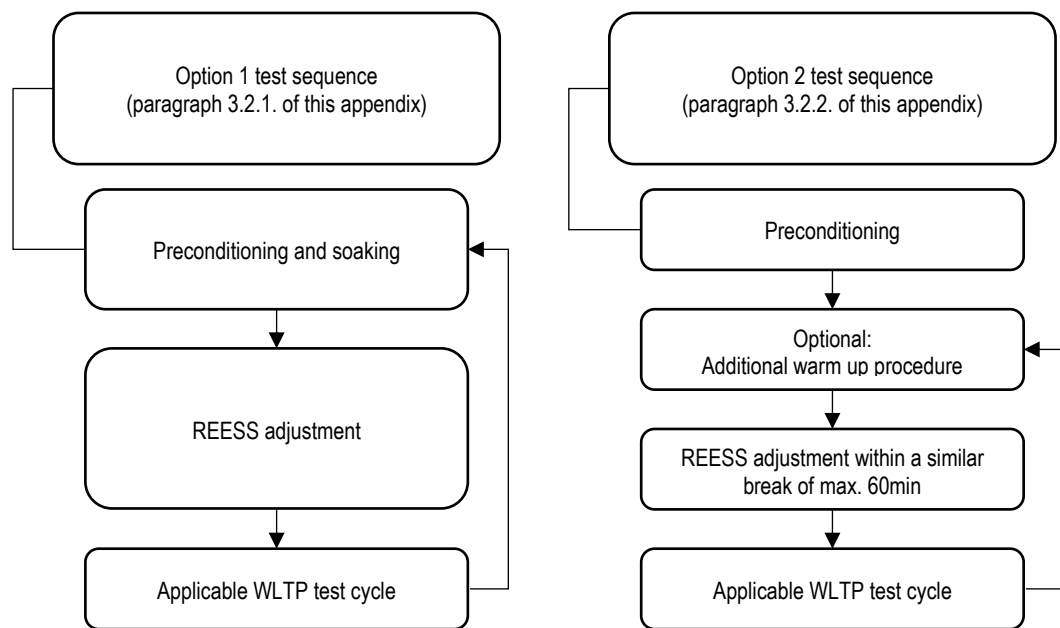 Option 1 test sequence
(paragraph 3.2.1. of this appendix)
Preconditioning and soaking
REESS adjustment
Applicable WLTP test cycle
Option 2 test sequence
(paragraph 3.2.2. of this appendix)
Preconditioning
Optional:
Additional warm up procedure
REESS adjustment within a similar
break of max. 60min
Applicable WLTP test cycle